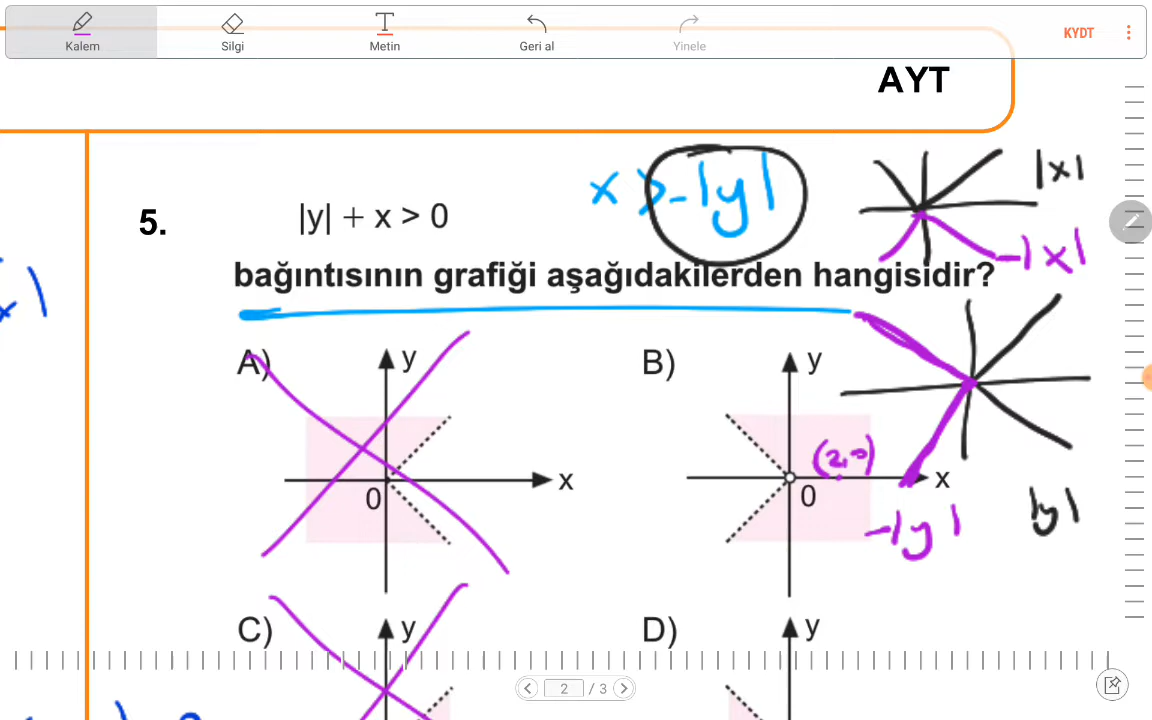 Kalem
Silgi
Metin
Geri al
Yinele
KYDT
AYT
5.
|y| + x > 0
x > -|y|
|x|
-|x|
bağıntısının grafiği aşağıdakilerden hangisidir?
A)
y
x
0
B)
y
x
0
(2,0)
-|y|
|y|
C)
y
D)
y
2 / 3